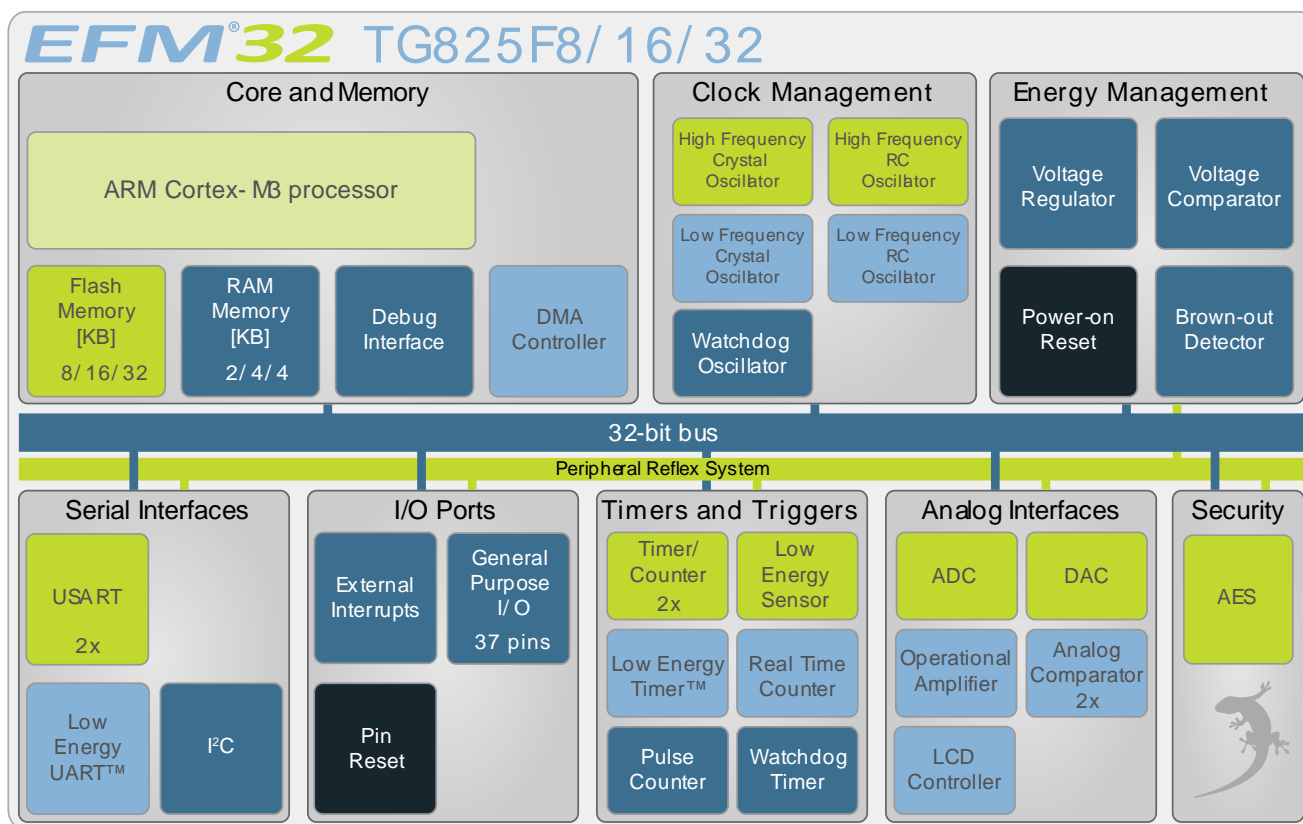 EFM®32 TG825F8/16/32
Core and Memory
ARM Cortex-M3 processor
Flash
Memory
[KB]
8/16/32
RAM
Memory
[KB]
2/4/4
Debug
Interface
DMA
Controller
Clock Management
High Frequency
Crystal
Oscillator
High Frequency
RC
Oscillator
Low Frequency
Crystal
Oscillator
Low Frequency
RC
Oscillator
Watchdog
Oscillator
Energy Management
Voltage
Regulator
Voltage
Comparator
Power-on
Reset
Brown-out
Detector
32-bit bus
Peripheral Reflex System
Serial Interfaces
USART
2x
Low
Energy
UART™
I²C
I/O Ports
External
Interrupts
General
Purpose
I/O
37 pins
Pin
Reset
Timers and Triggers
Timer/
Counter
2x
Low
Energy
Sensor
Low Energy
Timer™
Real Time
Counter
Pulse
Counter
Watchdog
Timer
Analog Interfaces
ADC
DAC
Operational
Amplifier
Analog
Comparator
2x
LCD
Controller
Security
AES